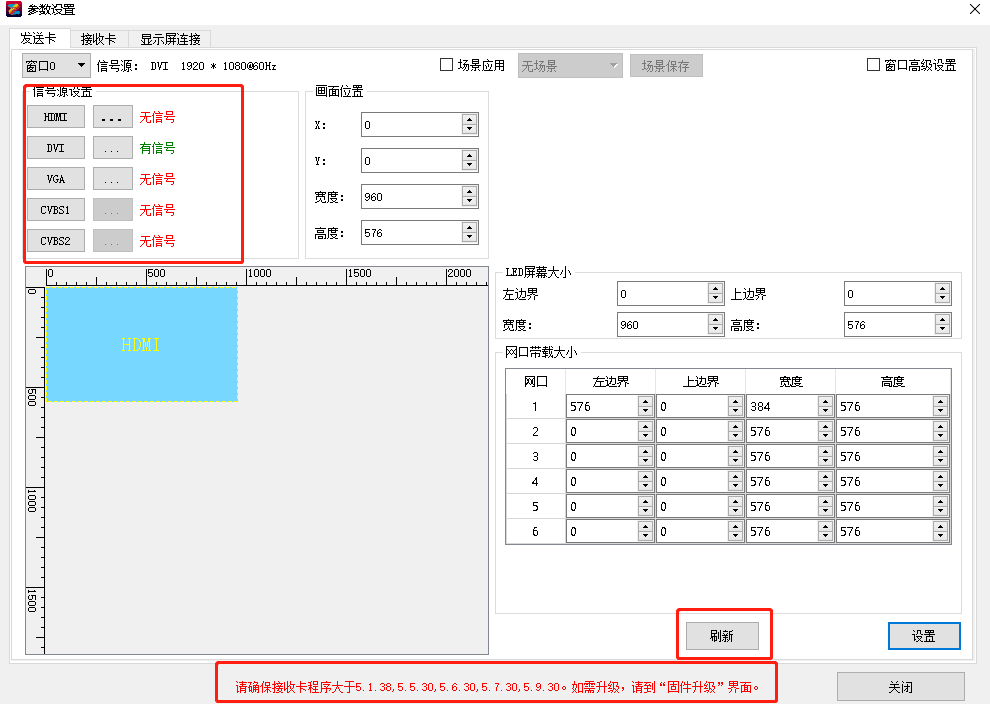 参数设置
发送卡 接收卡 显示屏连接
窗口0 信号源: DVI 1920 * 1080@60Hz 场景应用 无场景 场景保存 窗口高级设置
信号源设置
HDMI ... 无信号
DVI ... 有信号
VGA ... 无信号
CVBS1 ... 无信号
CVBS2 ... 无信号
画面位置
X: 0
Y: 0
宽度: 960
高度: 576
0 500 1000 1500 2000
0
500
1000
1500
HDMI
LED屏幕大小
左边界 0 上边界 0
宽度: 960 高度: 576
网口带载大小
网口 左边界 上边界 宽度 高度
1 576 0 384 576
2 0 0 576 576
3 0 0 576 576
4 0 0 576 576
5 0 0 576 576
6 0 0 576 576
刷新 设置
请确保接收卡程序大于5.1.38,5.5.30,5.6.30,5.7.30,5.9.30。如需升级，请到“固件升级”界面。
关闭